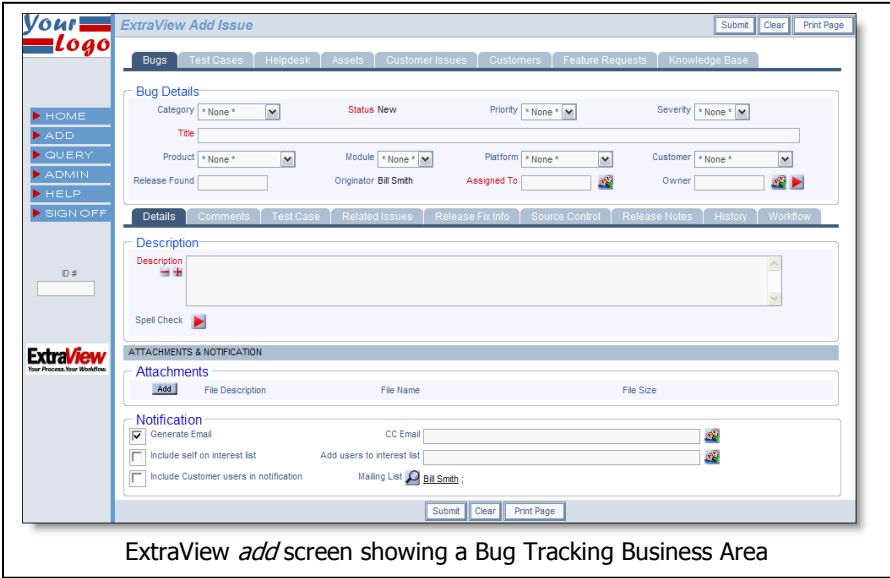 Your
Logo
ExtraView Add Issue
Submit Clear Print Page
Bugs Test Cases Helpdesk Assets Customer Issues Customers Feature Requests Knowledge Base
HOME
ADD
QUERY
ADMIN
HELP
SIGN OFF
ID #
ExtraView
Your Process. Your Workflow.
Bug Details
Category * None * Status New Priority * None * Severity * None *
Title
Product * None * Module * None * Platform * None * Customer * None *
Release Found Originator Bill Smith Assigned To Owner
Details Comments Test Case Related Issues Release Fix Info Source Control Release Notes History Workflow
Description
Description
Spell Check
ATTACHMENTS & NOTIFICATION
Attachments
Add File Description File Name File Size
Notification
Generate Email CC Email
Include self on interest list Add users to interest list
Include Customer users in notification Mailing List Bill Smith ;
Submit Clear Print Page
ExtraView add screen showing a Bug Tracking Business Area